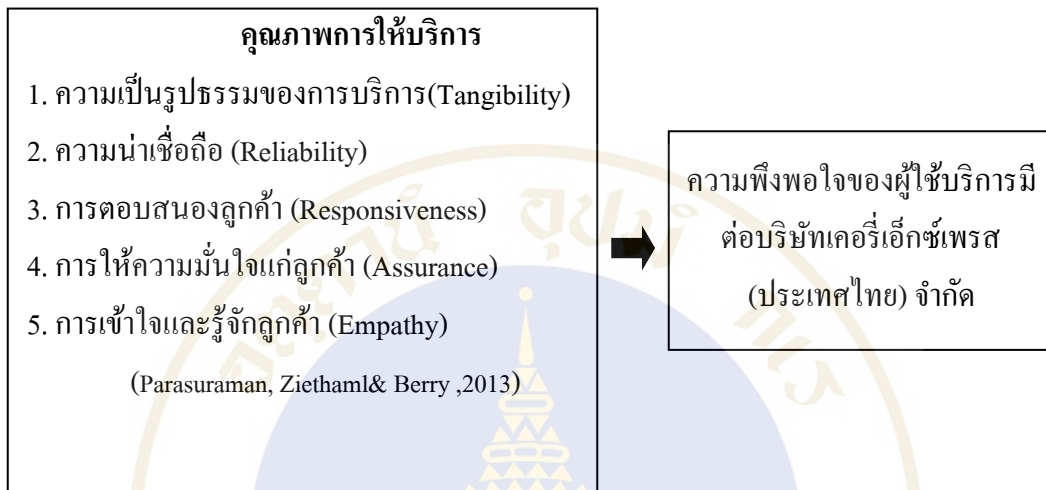 คุณภาพการให้บริการ
1. ความเป็นรูปธรรมของการบริการ(Tangibility)
2. ความน่าเชื่อถือ (Reliability)
3. การตอบสนองลูกค้า (Responsiveness)
4. การให้ความมั่นใจแก่ลูกค้า (Assurance)
5. การเข้าใจและรู้จักลูกค้า (Empathy)
(Parasuraman, Ziethaml& Berry ,2013)
ความพึงพอใจของผู้ใช้บริการมี
ต่อบริษัทเคอรี่เอ็กซ์เพรส
(ประเทศไทย) จำกัด